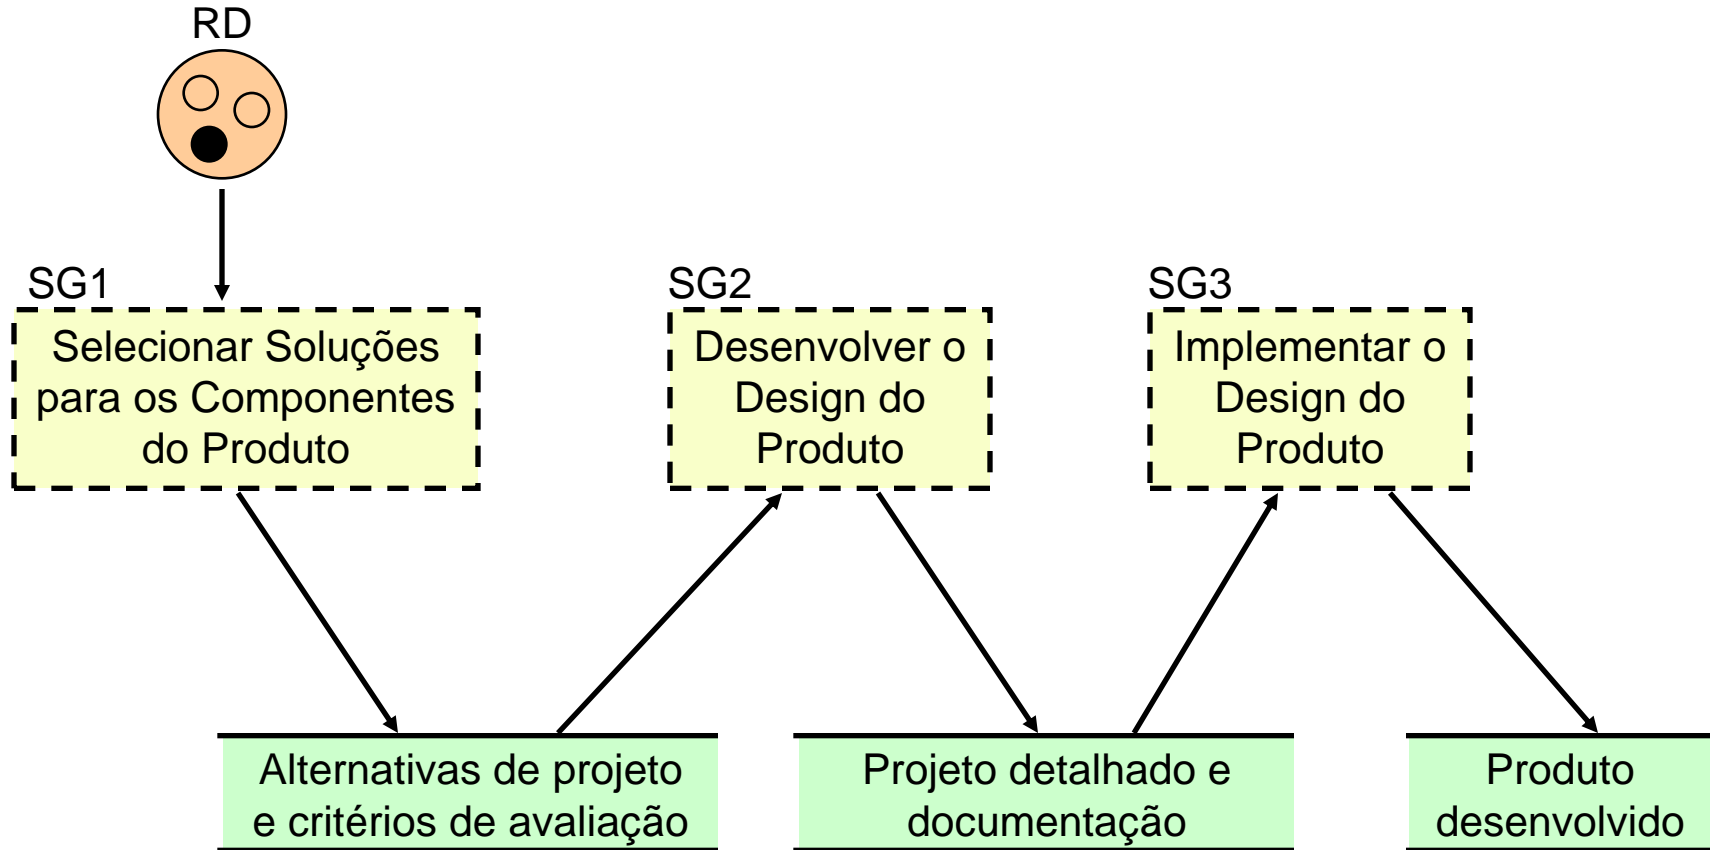 RD
SG1
Selecionar Soluções
para os Componentes
do Produto
SG2
Desenvolver o
Design do
Produto
SG3
Implementar o
Design do
Produto
Alternativas de projeto
e critérios de avaliação
Projeto detalhado e
documentação
Produto
desenvolvido